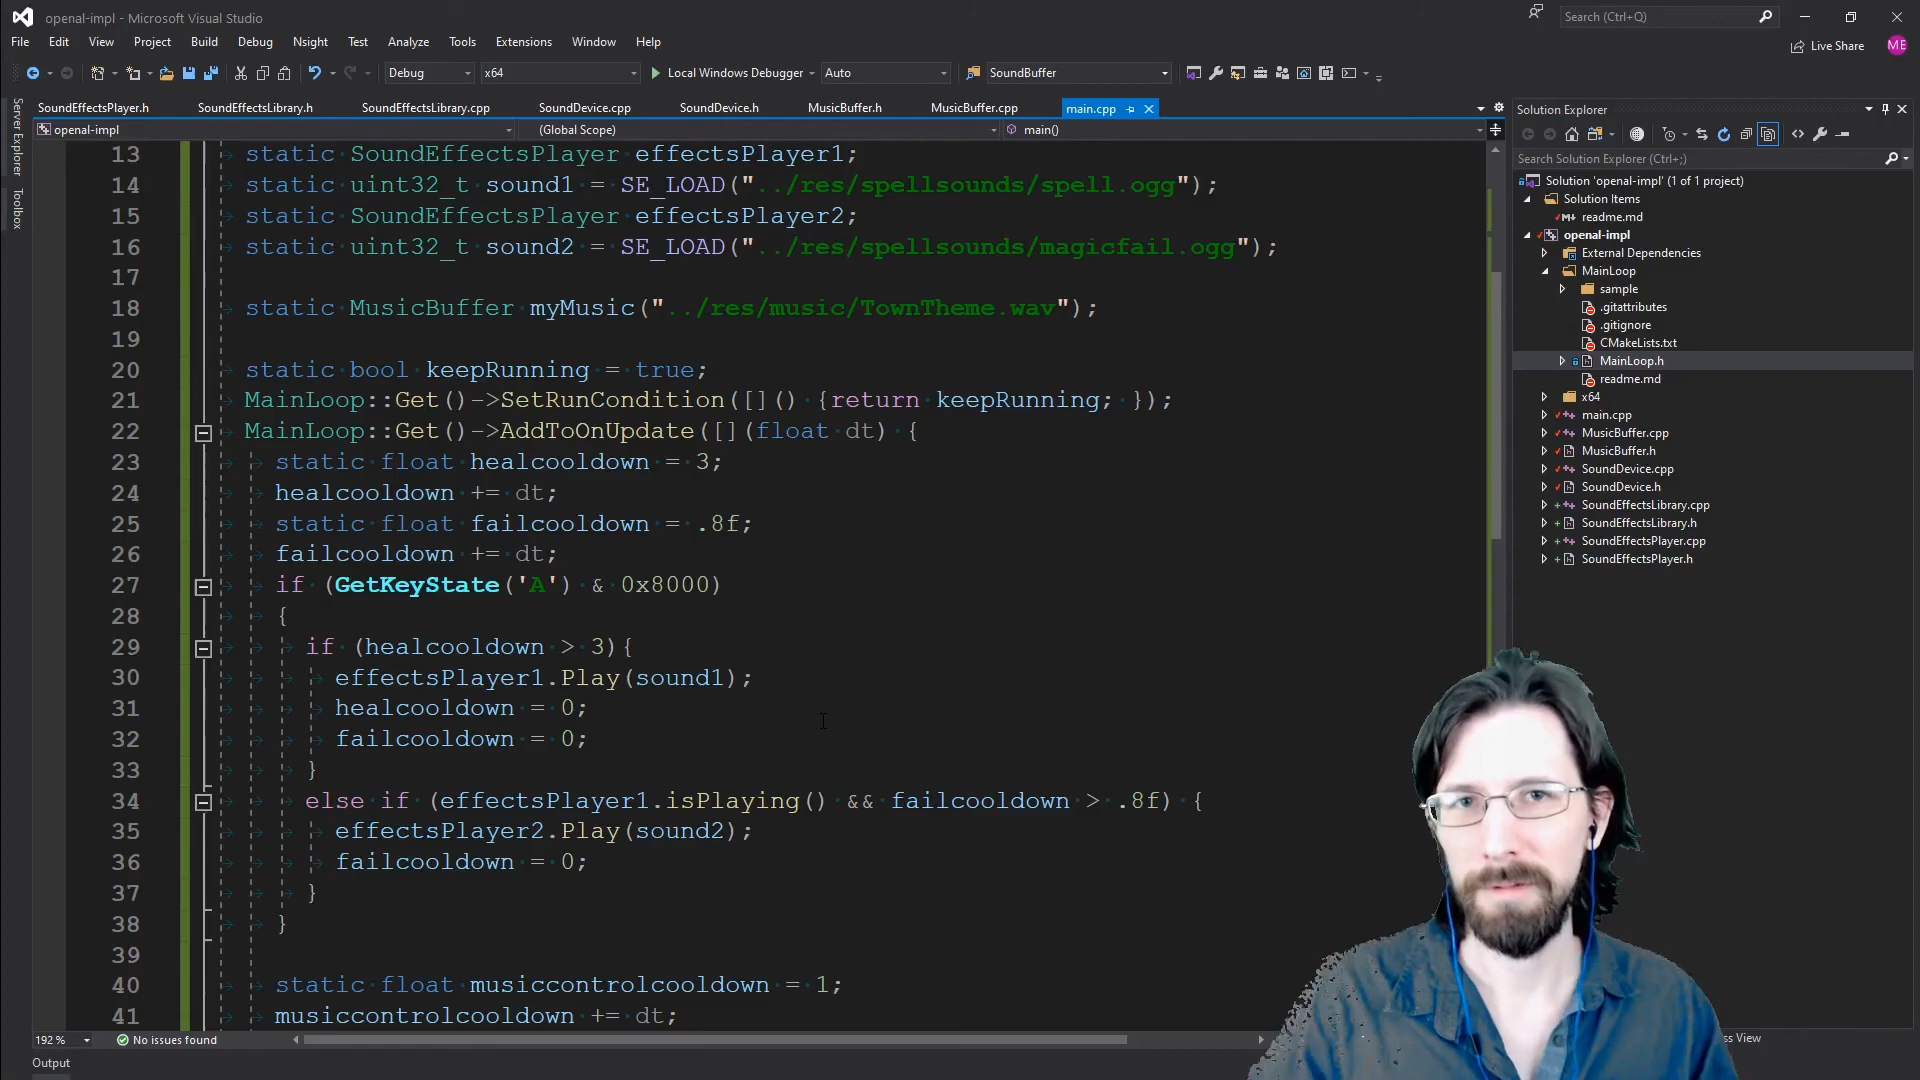 openal-impl - Microsoft Visual Studio
Search (Ctrl+Q)
File Edit View Project Build Debug Nsight Test Analyze Tools Extensions Window Help
Live Share
ME
Debug x64 Local Windows Debugger Auto SoundBuffer
SoundEffectsPlayer.h SoundEffectsLibrary.h SoundEffectsLibrary.cpp SoundDevice.cpp SoundDevice.h MusicBuffer.h MusicBuffer.cpp main.cpp
openal-impl (Global Scope) main()
Server Explorer
Toolbox
13 static SoundEffectsPlayer effectsPlayer1;
14 static uint32_t sound1 = SE_LOAD("../res/spellsounds/spell.ogg");
15 static SoundEffectsPlayer effectsPlayer2;
16 static uint32_t sound2 = SE_LOAD("../res/spellsounds/magicfail.ogg");
17
18 static MusicBuffer myMusic("../res/music/TownTheme.wav");
19
20 static bool keepRunning = true;
21 MainLoop::Get()->SetRunCondition([]() {return keepRunning; });
22 MainLoop::Get()->AddToOnUpdate([](float dt) {
23 static float healcooldown = 3;
24 healcooldown += dt;
25 static float failcooldown = .8f;
26 failcooldown += dt;
27 if (GetKeyState('A') & 0x8000)
28 {
29 if (healcooldown > 3){
30 effectsPlayer1.Play(sound1);
31 healcooldown = 0;
32 failcooldown = 0;
33 }
34 else if (effectsPlayer1.isPlaying() && failcooldown > .8f) {
35 effectsPlayer2.Play(sound2);
36 failcooldown = 0;
37 }
38 }
39
40 static float musiccontrolcooldown = 1;
41 musiccontrolcooldown += dt;
192 % No issues found
Output
Solution Explorer
Search Solution Explorer (Ctrl+;)
Solution 'openal-impl' (1 of 1 project)
Solution Items
readme.md
openal-impl
External Dependencies
MainLoop
sample
.gitattributes
.gitignore
CMakeLists.txt
MainLoop.h
readme.md
x64
main.cpp
MusicBuffer.cpp
MusicBuffer.h
SoundDevice.cpp
SoundDevice.h
SoundEffectsLibrary.cpp
SoundEffectsLibrary.h
SoundEffectsPlayer.cpp
SoundEffectsPlayer.h
View